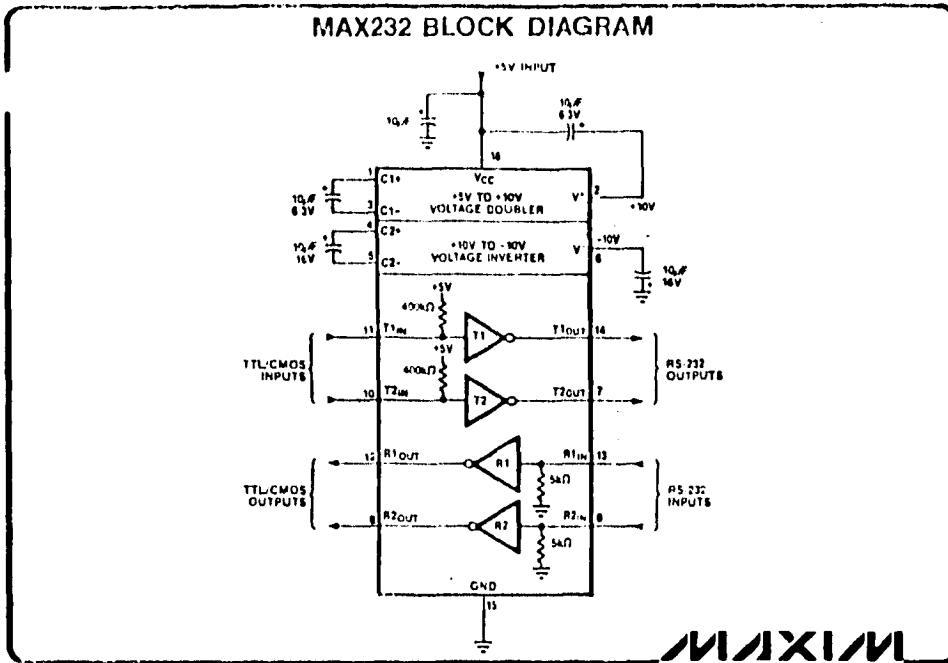 MAX232 BLOCK DIAGRAM
+5V INPUT
10µF
10µF
6.3V
16
1
C1+
VCC
2
V+
+10V
10µF
6.3V
+5V TO +10V
VOLTAGE DOUBLER
3
C1-
4
C2+
10µF
16V
+10V TO -10V
VOLTAGE INVERTER
V
-10V
6
5
C2-
10µF
16V
+5V
400kΩ
11
T1IN
T1
T1OUT
14
+5V
TTL/CMOS
INPUTS
400kΩ
RS-232
OUTPUTS
10
T2IN
T2
T2OUT
7
12
R1OUT
R1
R1IN
13
TTL/CMOS
OUTPUTS
5kΩ
RS-232
INPUTS
9
R2OUT
R2
R2IN
8
5kΩ
GND
15
MAXIM